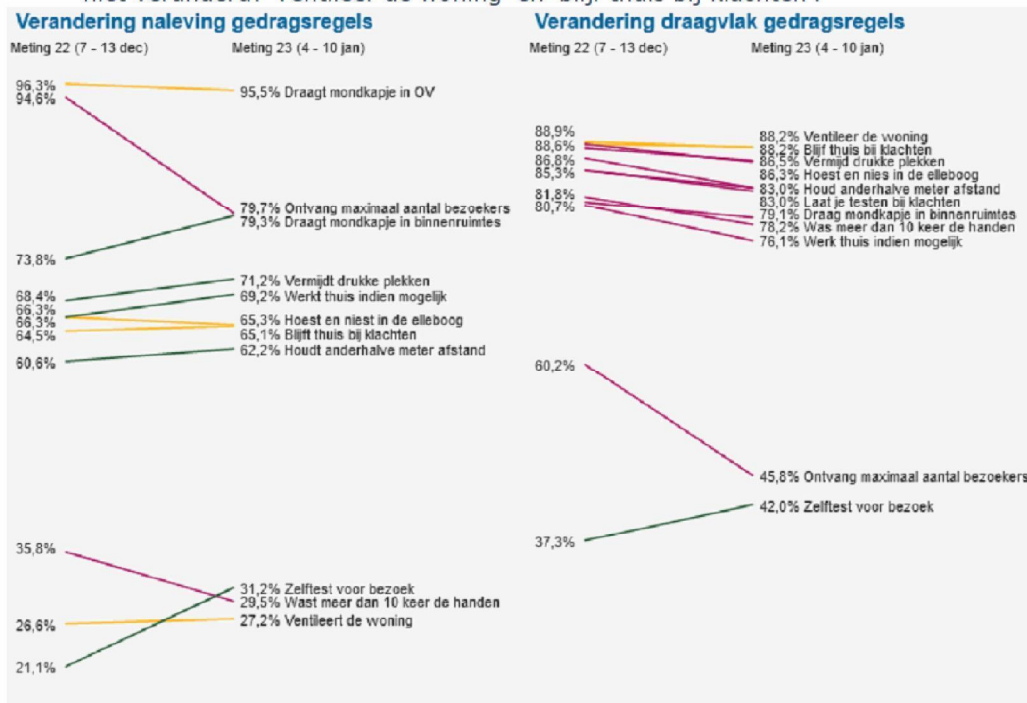 niet veranderd: 'ventileer de woning' en 'blijf thuis bij klachten'.
Verandering naleving gedragsregels
Meting 22 (7 - 13 dec)
Meting 23 (4 - 10 jan)
96,3%
94,6%
95,5% Draagt mondkapje in OV
79,7% Ontvang maximaal aantal bezoekers
79,3% Draagt mondkapje in binnenruimtes
73,8%
71,2% Vermijdt drukke plekken
68,4%
69,2% Werkt thuis indien mogelijk
66,3%
66,3%
65,3% Hoest en niest in de elleboog
64,5%
65,1% Blijft thuis bij klachten
62,2% Houdt anderhalve meter afstand
60,6%
35,8%
31,2% Zelftest voor bezoek
29,5% Wast meer dan 10 keer de handen
26,6%
27,2% Ventileert de woning
21,1%
Verandering draagvlak gedragsregels
Meting 22 (7 - 13 dec)
Meting 23 (4 - 10 jan)
88,9%
88,6%
86,8%
85,3%
81,8%
80,7%
88,2% Ventileer de woning
88,2% Blijf thuis bij klachten
86,5% Vermijd drukke plekken
86,3% Hoest en nies in de elleboog
83,0% Houd anderhalve meter afstand
83,0% Laat je testen bij klachten
79,1% Draag mondkapje in binnenruimtes
78,2% Was meer dan 10 keer de handen
76,1% Werk thuis indien mogelijk
60,2%
45,8% Ontvang maximaal aantal bezoekers
42,0% Zelftest voor bezoek
37,3%